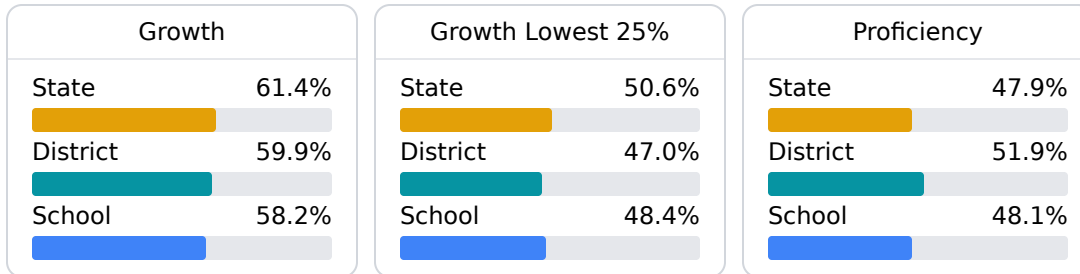 Growth
State 61.4%
District 59.9%
School 58.2%
Growth Lowest 25%
State 50.6%
District 47.0%
School 48.4%
Proficiency
State 47.9%
District 51.9%
School 48.1%